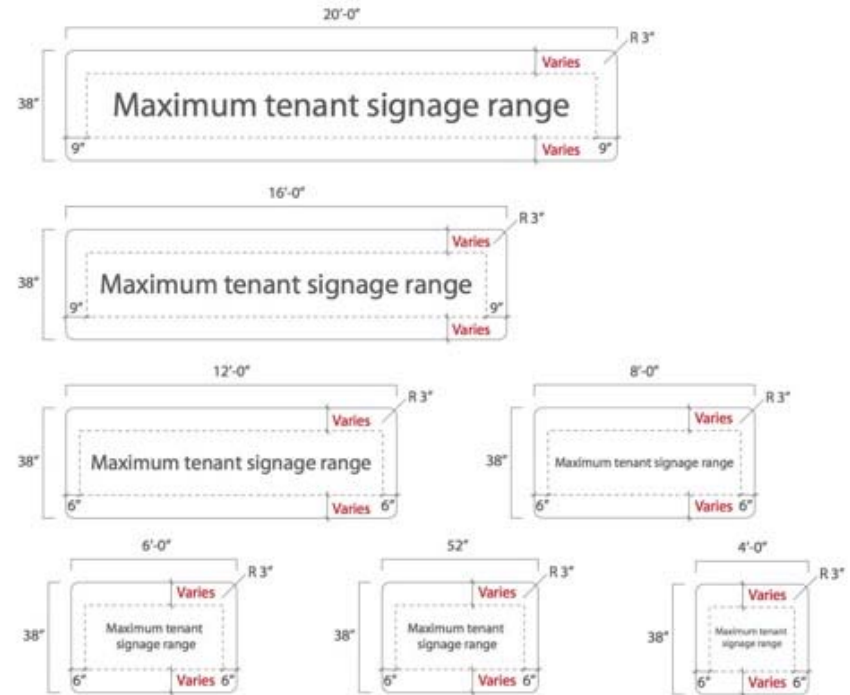 20'-0"
R 3"
Varies
38"
Maximum tenant signage range
9"
Varies
9"
16'-0"
R 3"
Varies
38"
Maximum tenant signage range
9"
9"
Varies
12'-0"
R 3"
Varies
38"
Maximum tenant signage range
6"
Varies
6"
8'-0"
R 3"
Varies
38"
Maximum tenant signage range
6"
Varies
6"
6'-0"
R 3"
Varies
38"
Maximum tenant
signage range
6"
Varies
6"
52"
R 3"
Varies
38"
Maximum tenant
signage range
6"
Varies
6"
4'-0"
R 3"
Varies
38"
Maximum tenant
signage range
6"
Varies
6"